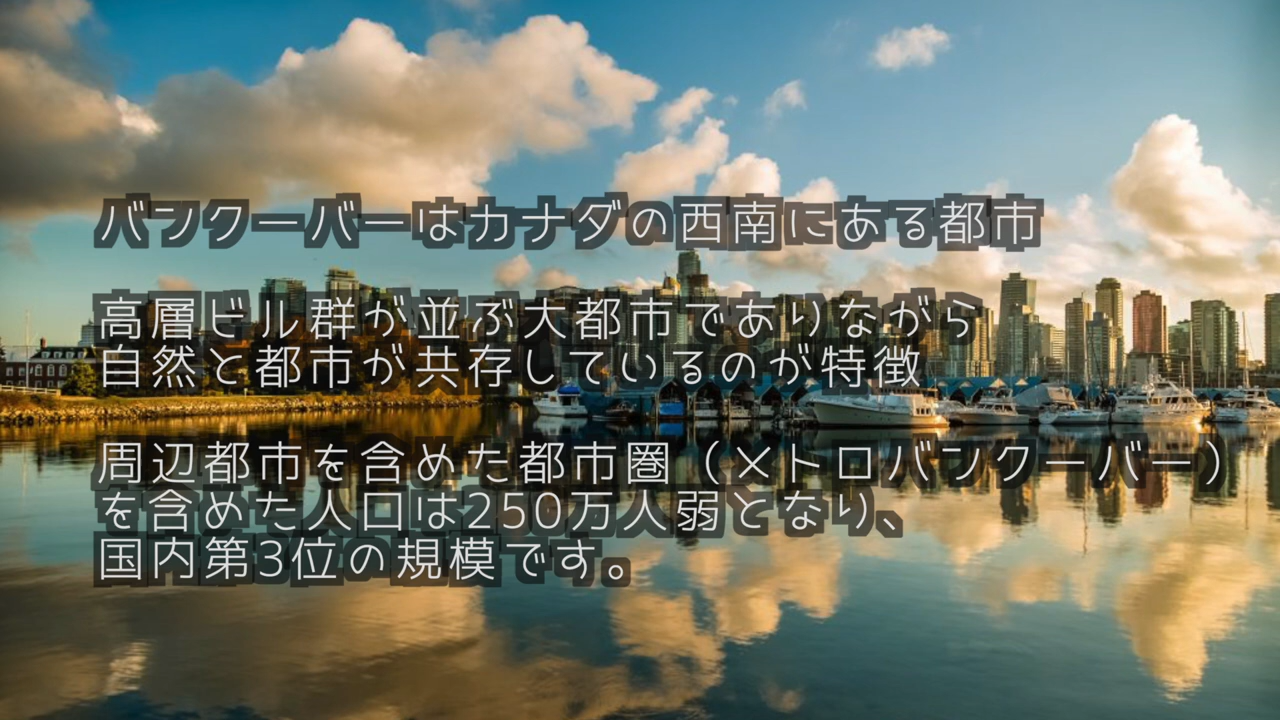 バンクーバーはカナダの西南にある都市
高層ビル群が並ぶ大都市でありながら
自然と都市が共存しているのが特徴
周辺都市を含めた都市圏（メトロバンクーバー）
を含めた人口は250万人弱となり、
国内第3位の規模です。